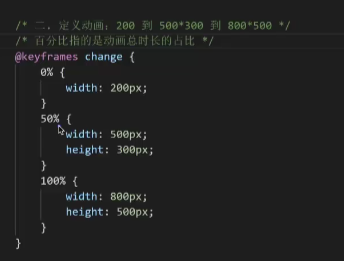 /* 二. 定义动画：200 到 500*300 到 800*500 */
/* 百分比指的是动画总时长的占比 */
@keyframes change {
0% {
width: 200px;
}
50% {
width: 500px;
height: 300px;
}
100% {
width: 800px;
height: 500px;
}
}